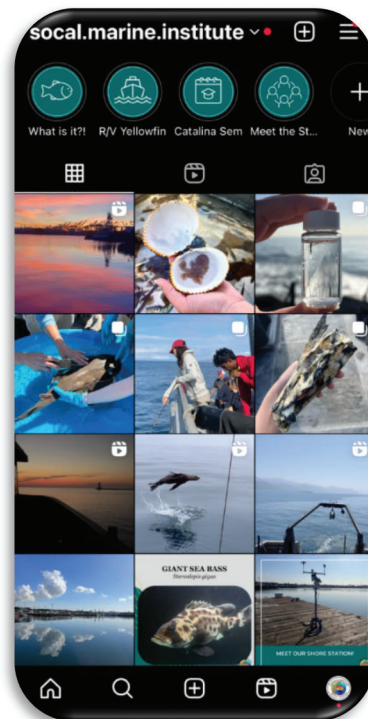 socal.marine.institute
What is it?!
R/V Yellowfin
Catalina Sem
Meet the St...
New
GIANT SEA BASS
Stereolepis gigas
MEET OUR SHORE STATION!